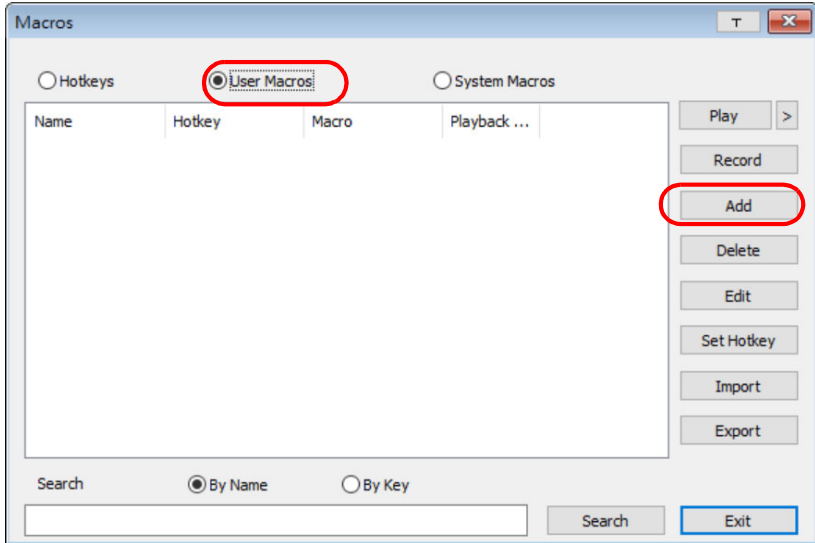 Macros T X
Hotkeys User Macros System Macros
Name Hotkey Macro Playback ... Play >
Record
Add
Delete
Edit
Set Hotkey
Import
Export
Search By Name By Key
Search Exit